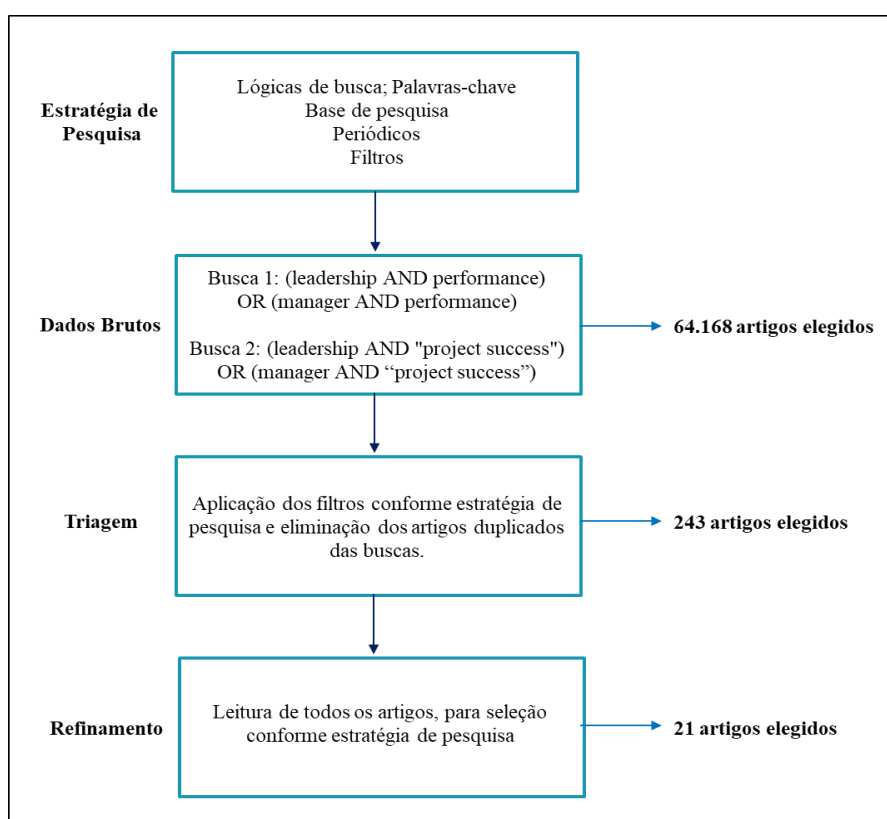 Estratégia de
Pesquisa
Lógicas de busca; Palavras-chave
Base de pesquisa
Periódicos
Filtros
Dados Brutos
Busca 1: (leadership AND performance)
OR (manager AND performance)
Busca 2: (leadership AND "project success")
OR (manager AND “project success”)
64.168 artigos elegidos
Triagem
Aplicação dos filtros conforme estratégia de
pesquisa e eliminação dos artigos duplicados
das buscas.
243 artigos elegidos
Refinamento
Leitura de todos os artigos, para seleção
conforme estratégia de pesquisa
21 artigos elegidos